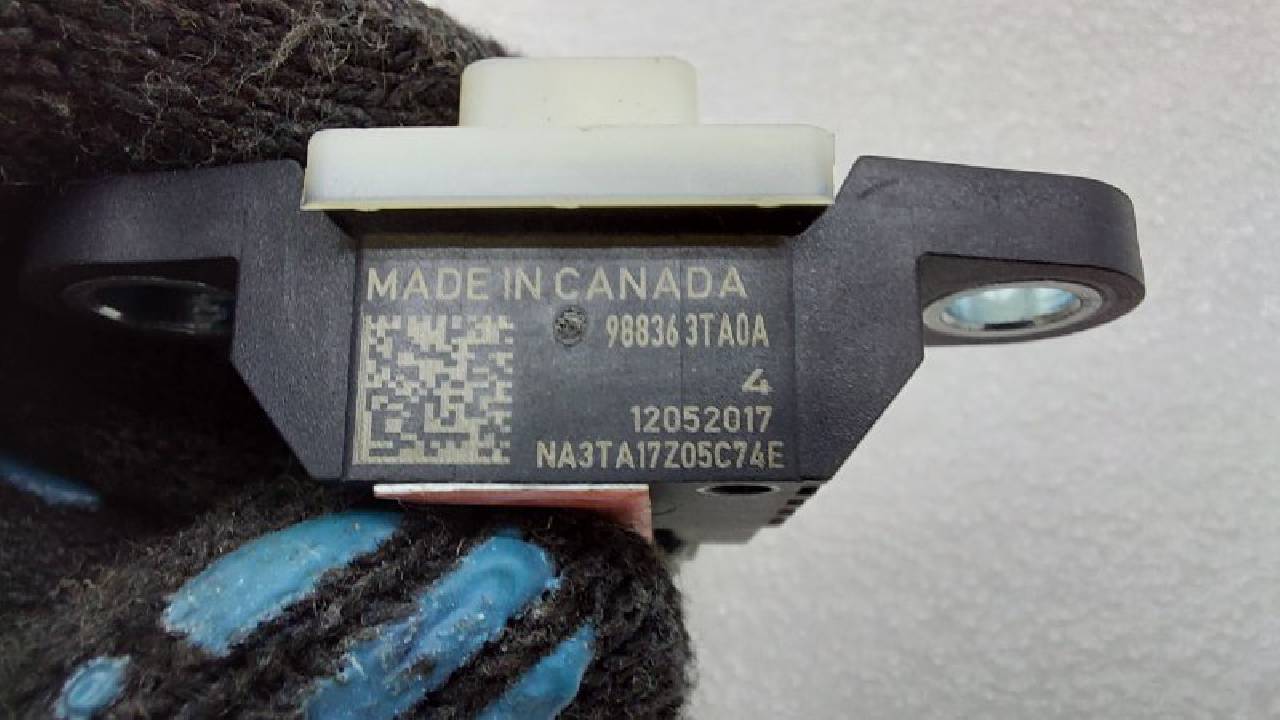 MADE IN CANADA
98836 3TA0A
4
12052017
NA3TA17Z05C74E